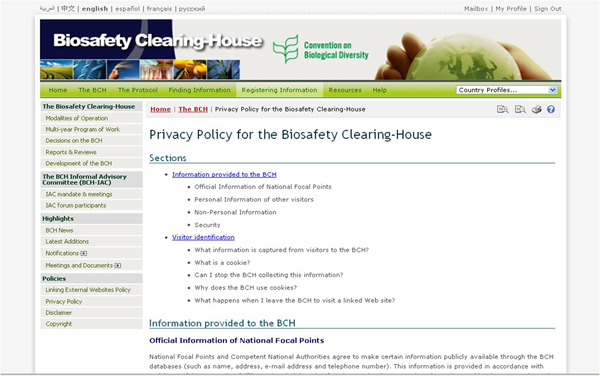 العربية | 中文 | english | español | français | русский
Mailbox | My Profile | Sign Out
Biosafety Clearing-House
Convention on
Biological Diversity
Home The BCH The Protocol Finding Information Registering Information Resources Help Country Profiles...
The Biosafety Clearing-House
Modalities of Operation
Multi-year Program of Work
Decisions on the BCH
Reports & Reviews
Development of the BCH
The BCH Informal Advisory
Committee (BCH-IAC)
IAC mandate & meetings
IAC forum participants
Highlights
BCH News
Latest Additions
Notifications
Meetings and Documents
Policies
Linking External Websites Policy
Privacy Policy
Disclaimer
Copyright
Home | The BCH | Privacy Policy for the Biosafety Clearing-House
Privacy Policy for the Biosafety Clearing-House
Sections
Information provided to the BCH
Official Information of National Focal Points
Personal Information of other visitors
Non-Personal Information
Security
Visitor identification
What information is captured from visitors to the BCH?
What is a cookie?
Can I stop the BCH collecting this information?
Why does the BCH use cookies?
What happens when I leave the BCH to visit a linked Web site?
Information provided to the BCH
Official Information of National Focal Points
National Focal Points and Competent National Authorities agree to make certain information publicly available through the BCH
databases (such as name, address, e-mail address and telephone number). This information is provided in accordance with